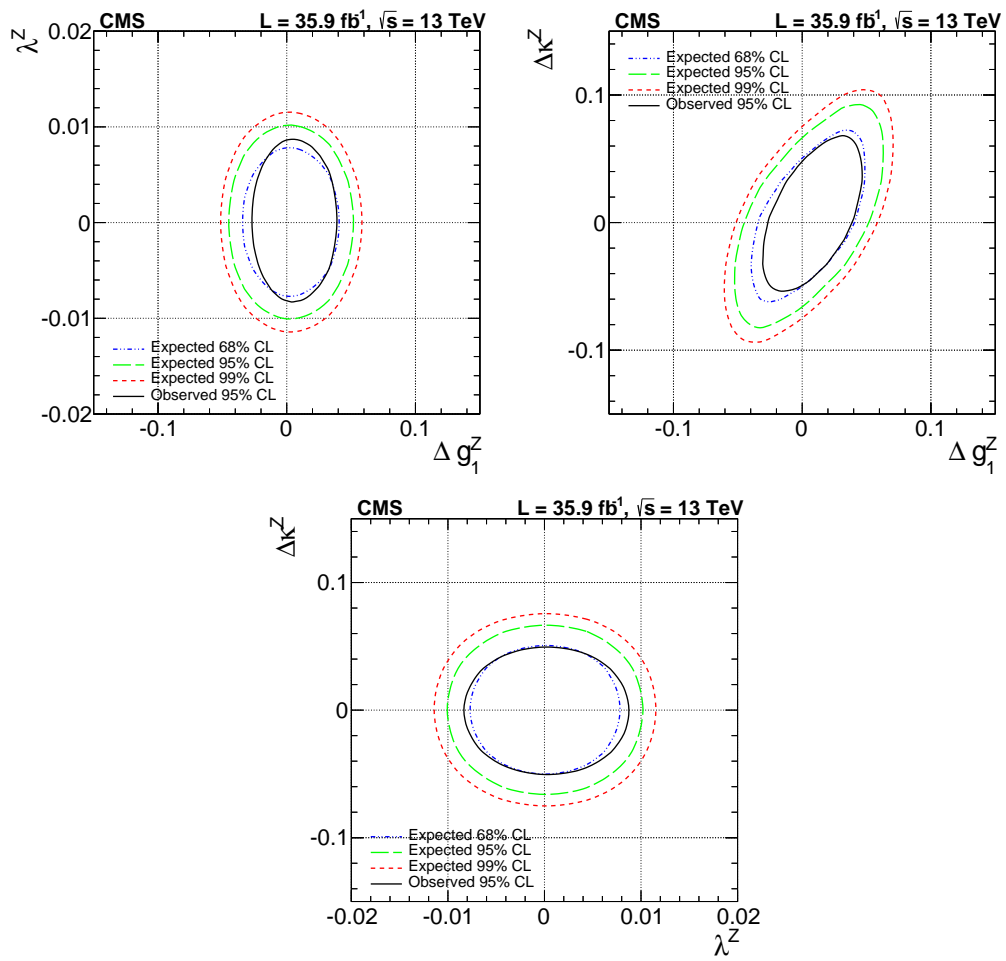 CMS L = 35.9 fb⁻¹, √s = 13 TeV
λᶻ
0.02
0.01
0
-0.01
-0.02
Expected 68% CL
Expected 95% CL
Expected 99% CL
Observed 95% CL
-0.1 0 0.1
Δ g₁ᶻ
CMS L = 35.9 fb⁻¹, √s = 13 TeV
Δκᶻ
Expected 68% CL
Expected 95% CL
Expected 99% CL
Observed 95% CL
0.1
0
-0.1
-0.1 0 0.1
Δ g₁ᶻ
CMS L = 35.9 fb⁻¹, √s = 13 TeV
Δκᶻ
0.1
0
-0.1
Expected 68% CL
Expected 95% CL
Expected 99% CL
Observed 95% CL
-0.02 -0.01 0 0.01 0.02
λᶻ